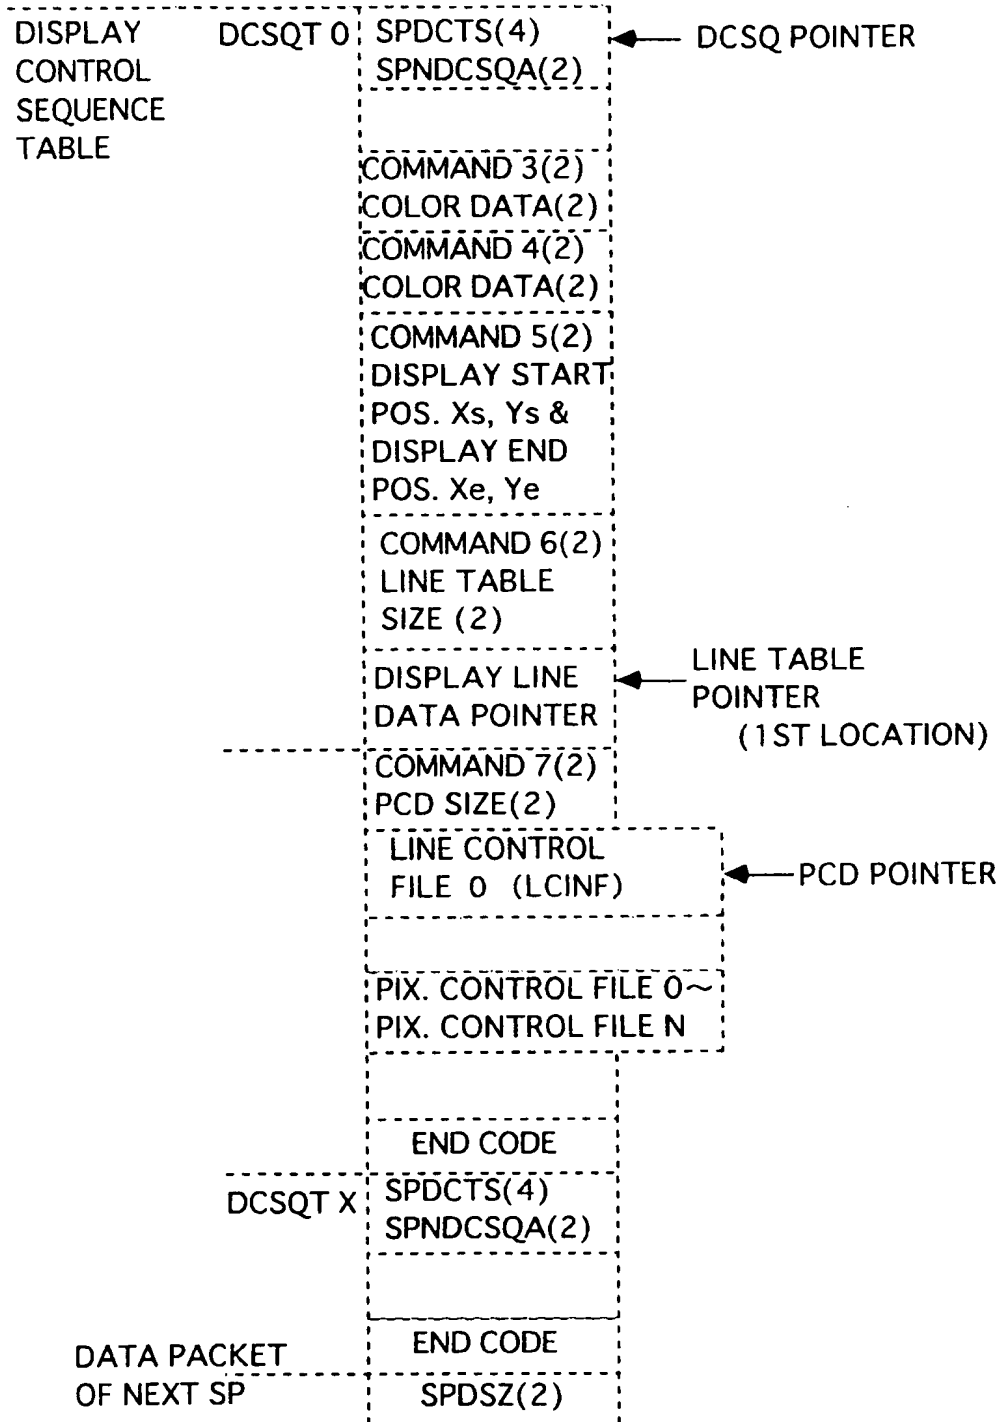 DISPLAY
CONTROL
SEQUENCE
TABLE
DCSQT 0
SPDCTS(4)
SPNDCSQA(2)
DCSQ POINTER
COMMAND 3(2)
COLOR DATA(2)
COMMAND 4(2)
COLOR DATA(2)
COMMAND 5(2)
DISPLAY START
POS. Xs, Ys &
DISPLAY END
POS. Xe, Ye
COMMAND 6(2)
LINE TABLE
SIZE (2)
DISPLAY LINE
DATA POINTER
LINE TABLE
POINTER
(1ST LOCATION)
COMMAND 7(2)
PCD SIZE(2)
LINE CONTROL
FILE 0 (LCINF)
PCD POINTER
PIX. CONTROL FILE 0~
PIX. CONTROL FILE N
END CODE
DCSQT X
SPDCTS(4)
SPNDCSQA(2)
END CODE
DATA PACKET
OF NEXT SP
SPDSZ(2)